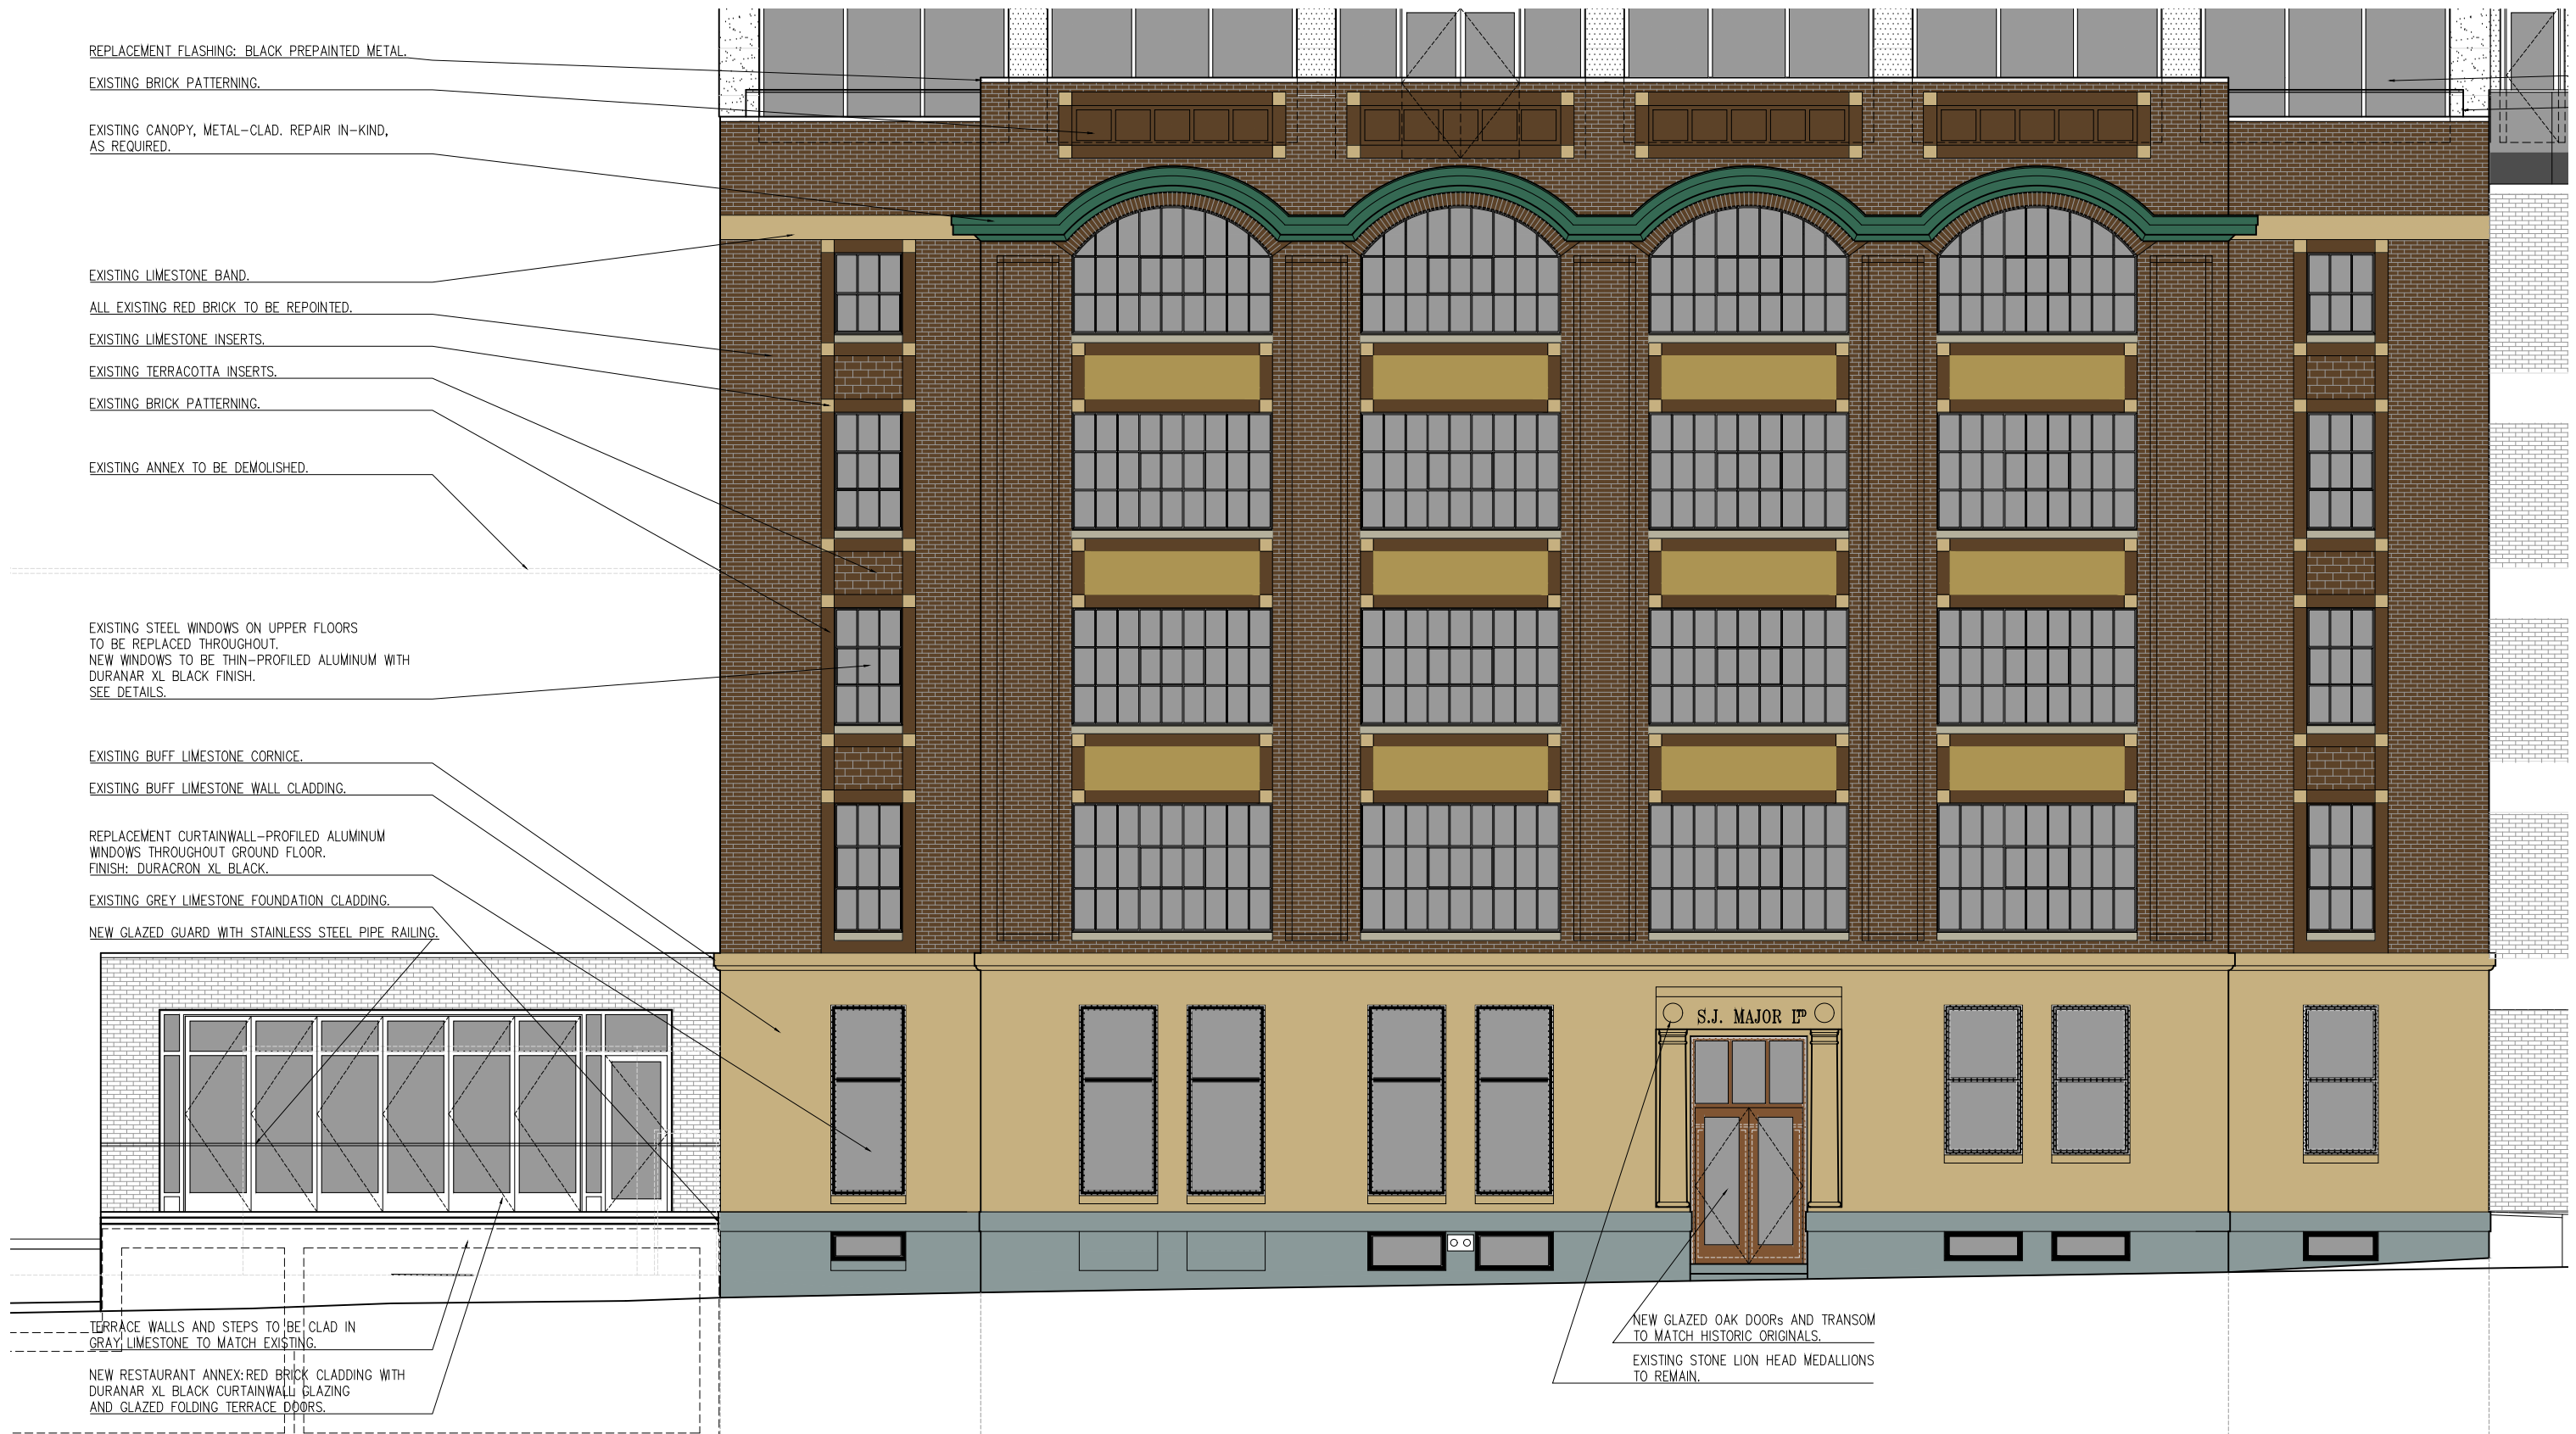 REPLACEMENT FLASHING: BLACK PREPAINTED METAL.
EXISTING BRICK PATTERNING.
EXISTING CANOPY, METAL-CLAD. REPAIR IN-KIND,
AS REQUIRED.
EXISTING LIMESTONE BAND.
ALL EXISTING RED BRICK TO BE REPOINTED.
EXISTING LIMESTONE INSERTS.
EXISTING TERRACOTTA INSERTS.
EXISTING BRICK PATTERNING.
EXISTING ANNEX TO BE DEMOLISHED.
EXISTING STEEL WINDOWS ON UPPER FLOORS
TO BE REPLACED THROUGHOUT.
NEW WINDOWS TO BE THIN-PROFILED ALUMINUM WITH
DURANAR XL BLACK FINISH.
SEE DETAILS.
EXISTING BUFF LIMESTONE CORNICE.
EXISTING BUFF LIMESTONE WALL CLADDING.
REPLACEMENT CURTAINWALL-PROFILED ALUMINUM
WINDOWS THROUGHOUT GROUND FLOOR.
FINISH: DURACRON XL BLACK.
EXISTING GREY LIMESTONE FOUNDATION CLADDING.
NEW GLAZED GUARD WITH STAINLESS STEEL PIPE RAILING.
S.J. MAJOR LTD
TERRACE WALLS AND STEPS TO BE CLAD IN
GRAY LIMESTONE TO MATCH EXISTING.
NEW RESTAURANT ANNEX: RED BRICK CLADDING WITH
DURANAR XL BLACK CURTAINWALL GLAZING
AND GLAZED FOLDING TERRACE DOORS.
NEW GLAZED OAK DOORs AND TRANSOM
TO MATCH HISTORIC ORIGINALS.
EXISTING STONE LION HEAD MEDALLIONS
TO REMAIN.